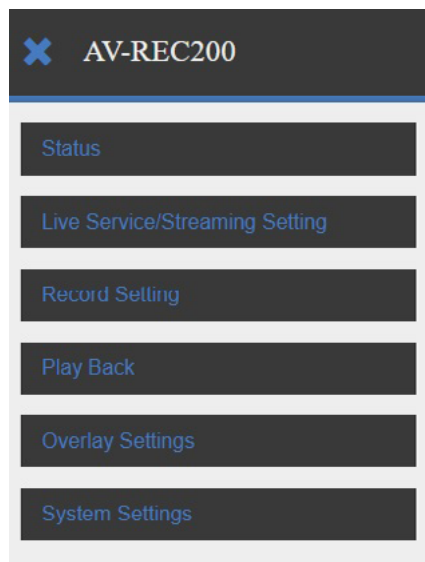 AV-REC200
Status
Live Service/Streaming Setting
Record Setting
Play Back
Overlay Settings
System Settings